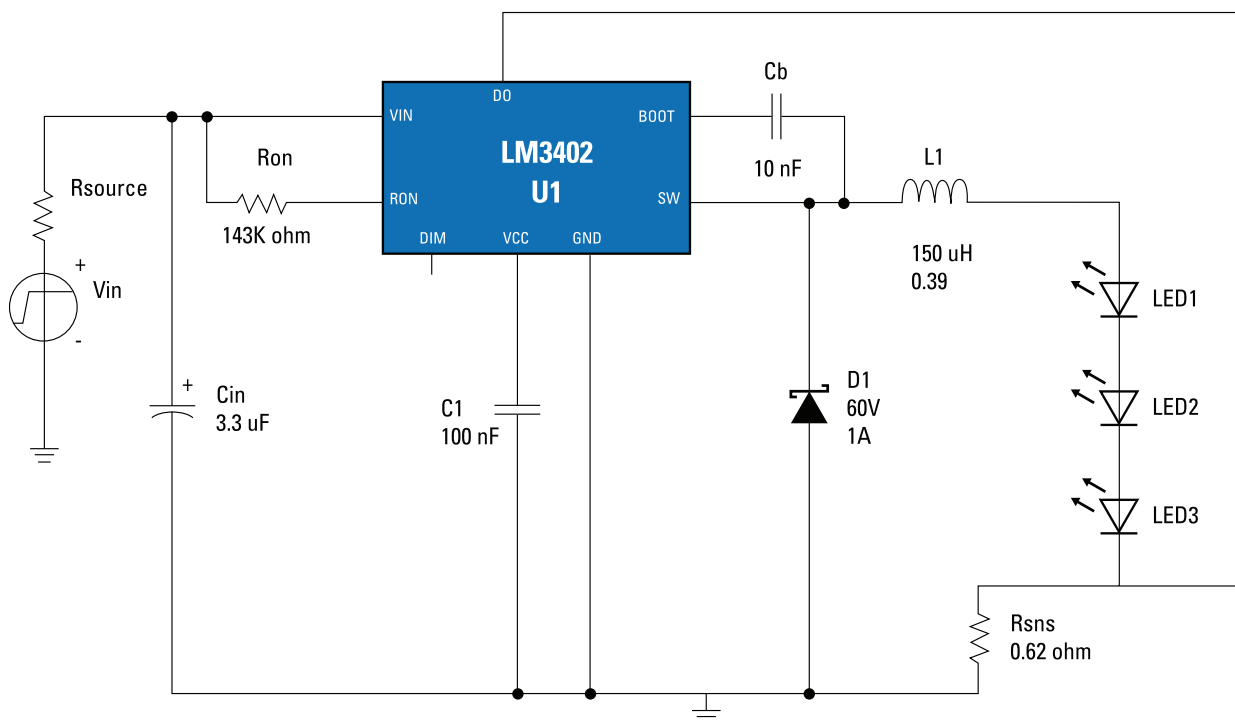 DO
Cb
VIN
BOOT
LM3402
U1
10 nF
L1
Ron
Rsource
RON
SW
143K ohm
DIM
VCC
GND
150 uH
0.39
+
Vin
-
LED1
+
Cin
3.3 uF
C1
100 nF
D1
60V
1A
LED2
LED3
Rsns
0.62 ohm